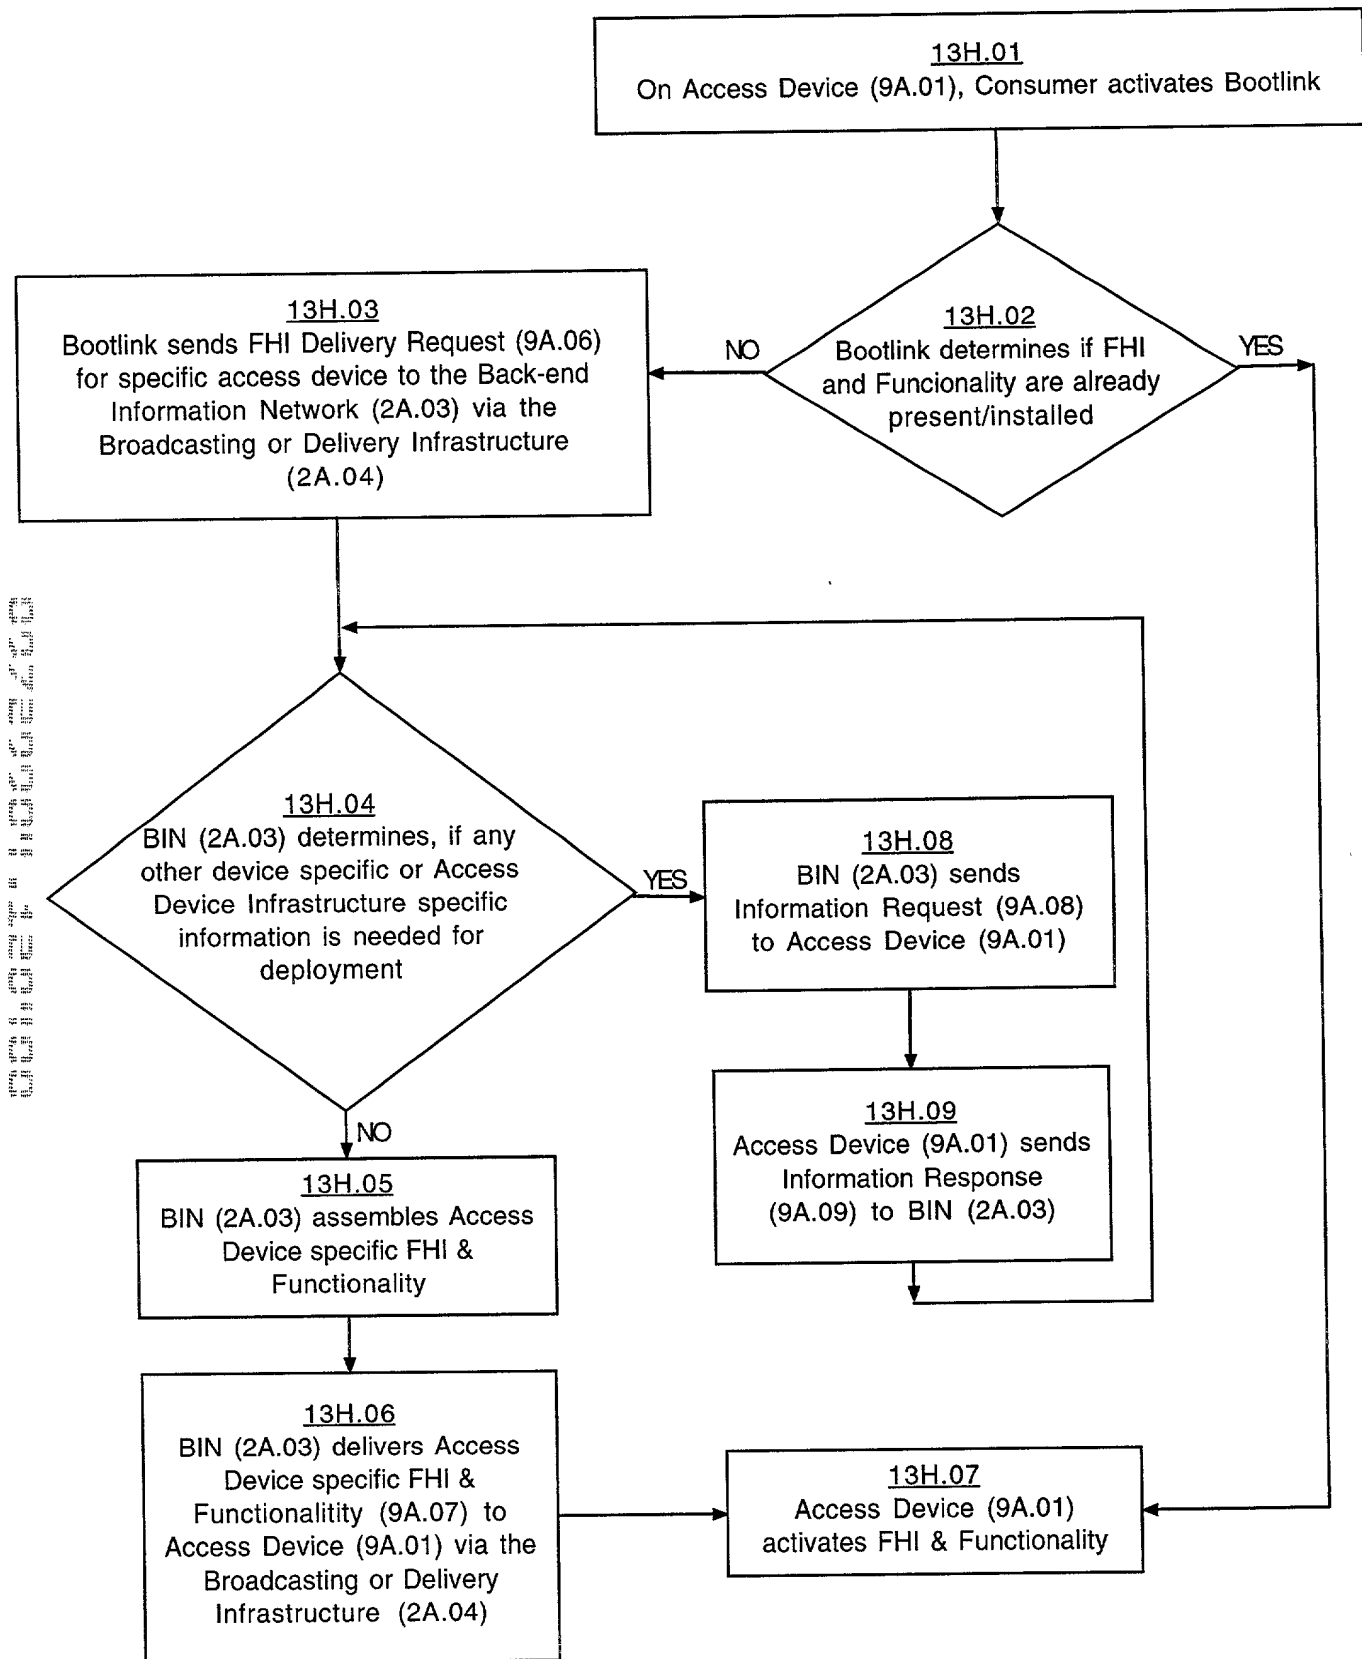 13H.01
On Access Device (9A.01), Consumer activates Bootlink
13H.02
Bootlink determines if FHI
and Funcionality are already
present/installed
NO
YES
13H.03
Bootlink sends FHI Delivery Request (9A.06)
for specific access device to the Back-end
Information Network (2A.03) via the
Broadcasting or Delivery Infrastructure
(2A.04)
13H.04
BIN (2A.03) determines, if any
other device specific or Access
Device Infrastructure specific
information is needed for
deployment
YES
NO
13H.08
BIN (2A.03) sends
Information Request (9A.08)
to Access Device (9A.01)
13H.09
Access Device (9A.01) sends
Information Response
(9A.09) to BIN (2A.03)
13H.05
BIN (2A.03) assembles Access
Device specific FHI &
Functionality
13H.06
BIN (2A.03) delivers Access
Device specific FHI &
Functionalitity (9A.07) to
Access Device (9A.01) via the
Broadcasting or Delivery
Infrastructure (2A.04)
13H.07
Access Device (9A.01)
activates FHI & Functionality